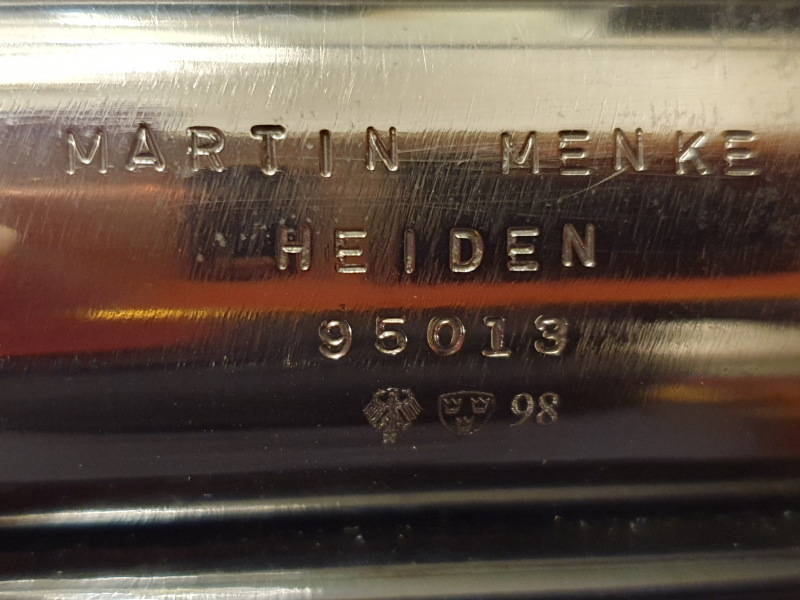 MARTIN MENKE
HEIDEN
95013
98